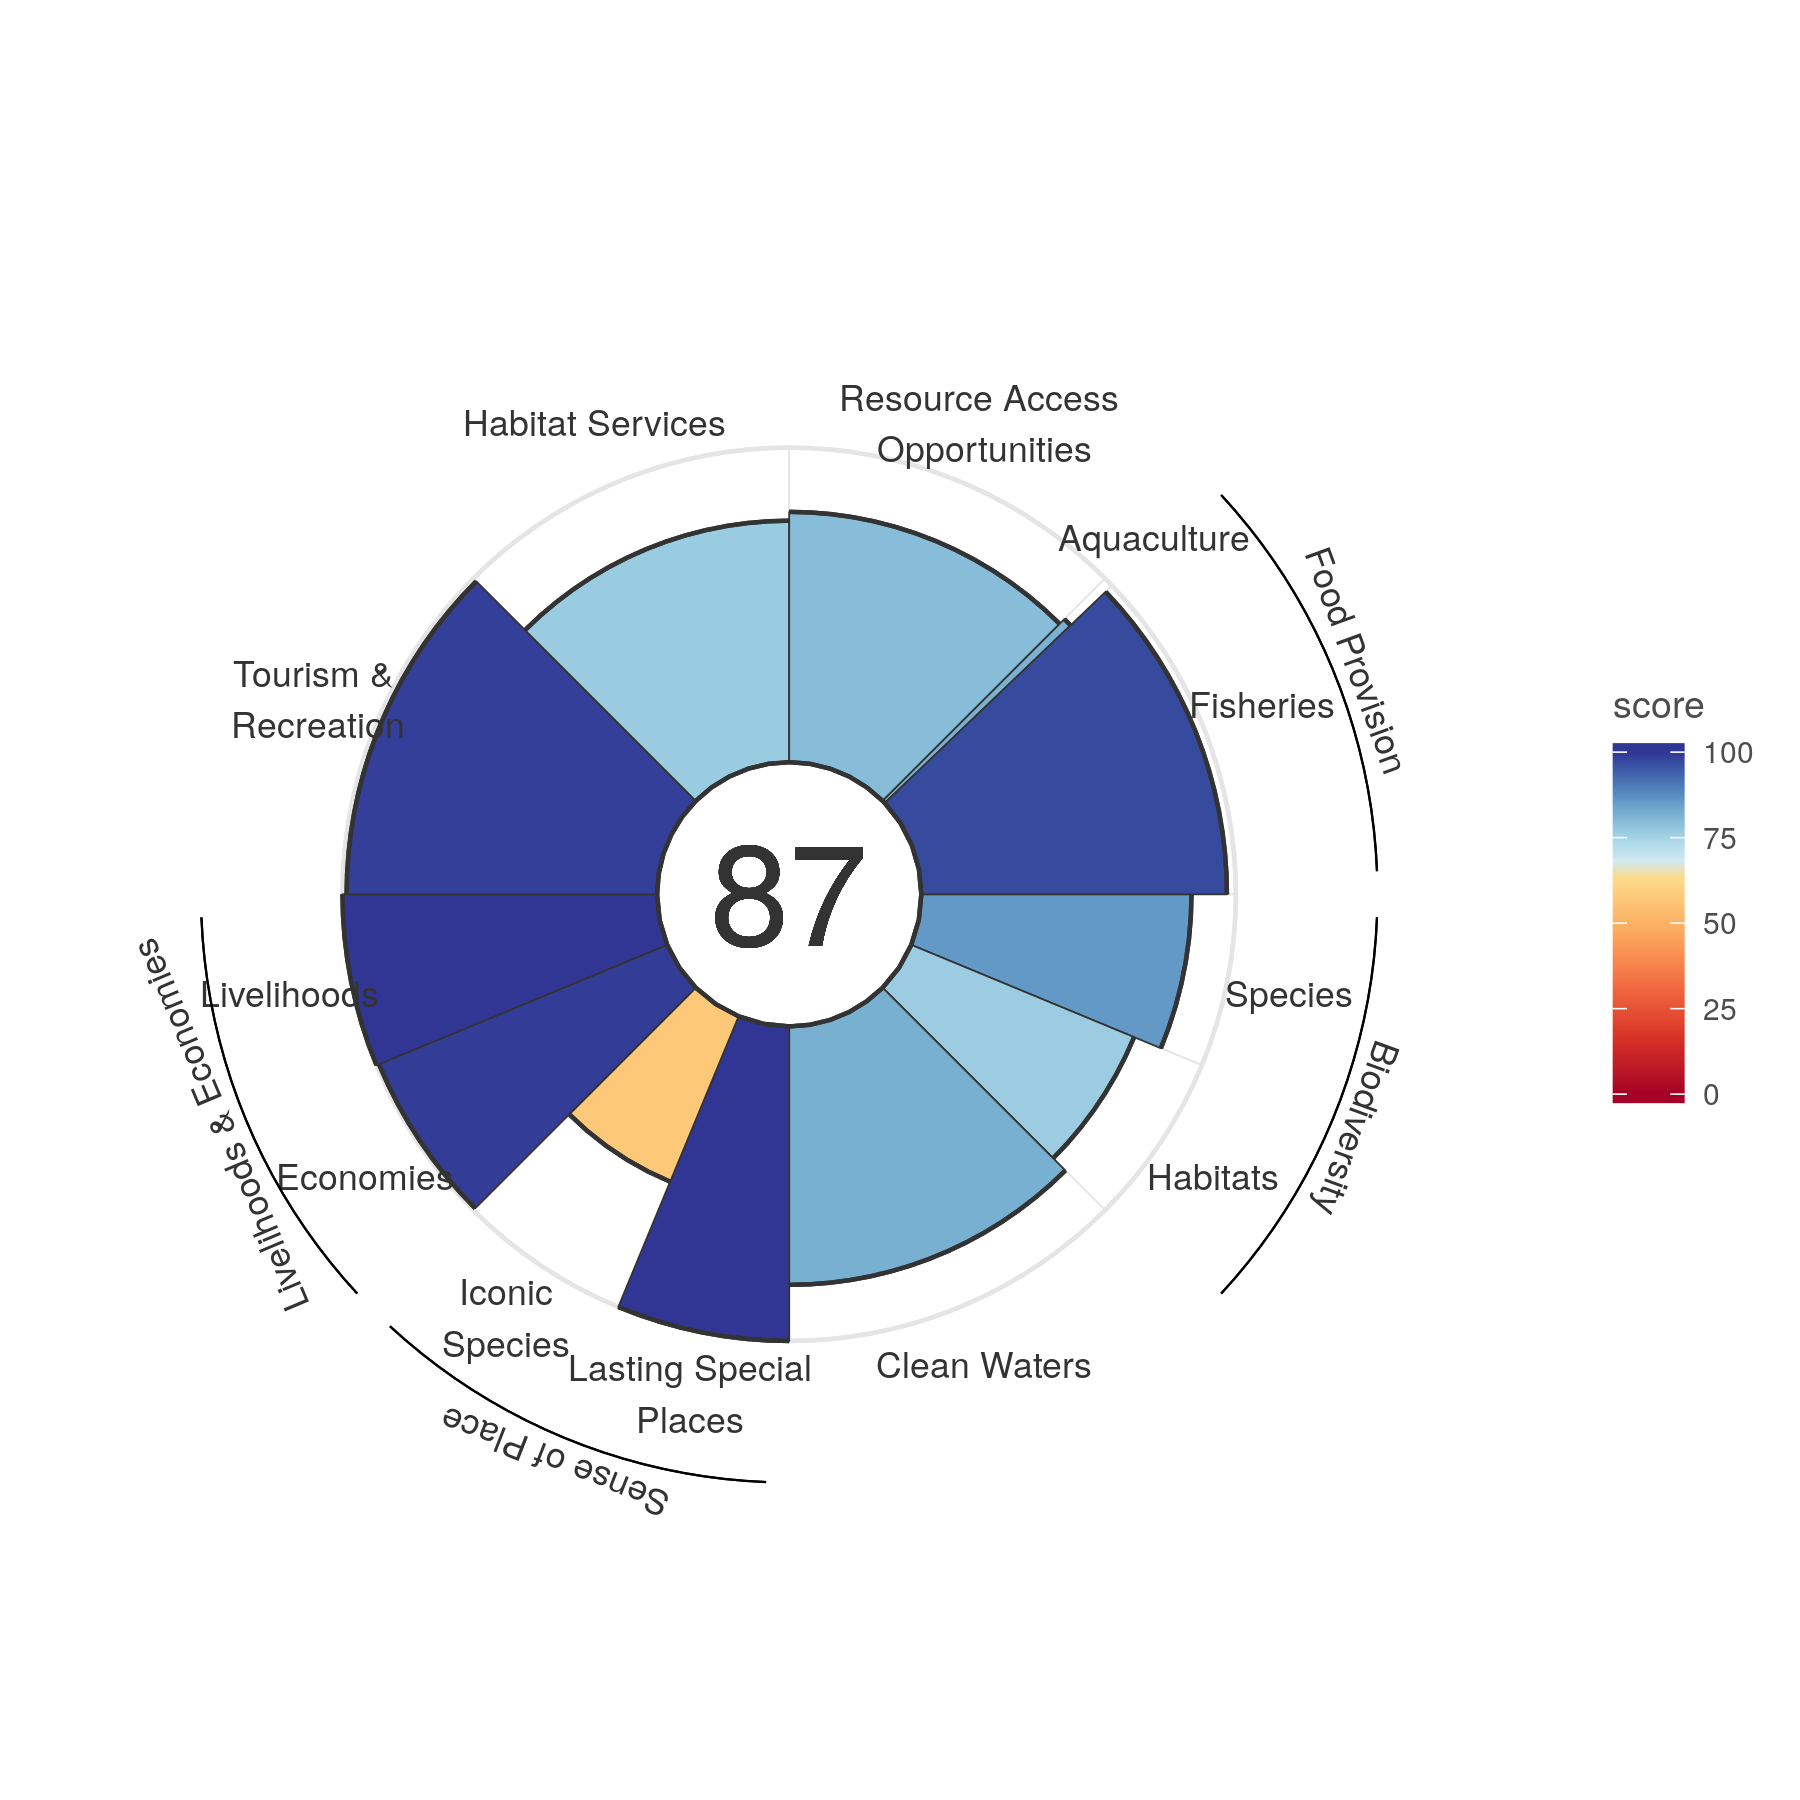 Resource Access
Opportunities
Habitat Services
Aquaculture
Food Provision
Fisheries
Tourism &
Recreation
87
score
100
75
50
25
0
Livelihoods
Species
Livelihoods & Economies
Biodiversity
Economies
Habitats
Iconic
Species
Lasting Special
Places
Clean Waters
Sense of Place